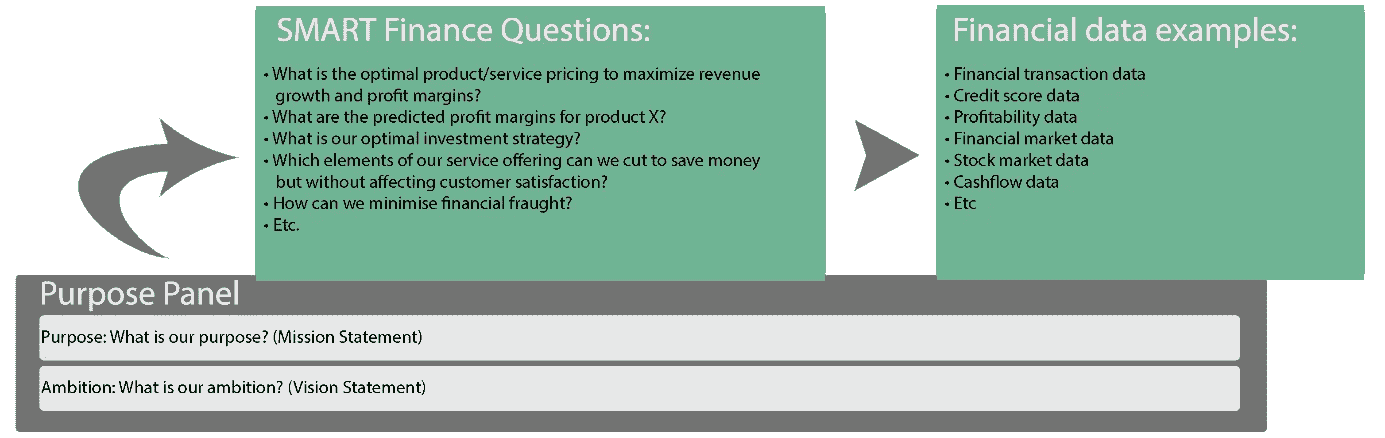 SMART Finance Questions:
• What is the optimal product/service pricing to maximize revenue
growth and profit margins?
• What are the predicted profit margins for product X?
• What is our optimal investment strategy?
• Which elements of our service offering can we cut to save money
but without affecting customer satisfaction?
• How can we minimise financial fraught?
• Etc.
Financial data examples:
• Financial transaction data
• Credit score data
• Profitability data
• Financial market data
• Stock market data
• Cashflow data
• Etc
Purpose Panel
Purpose: What is our purpose? (Mission Statement)
Ambition: What is our ambition? (Vision Statement)